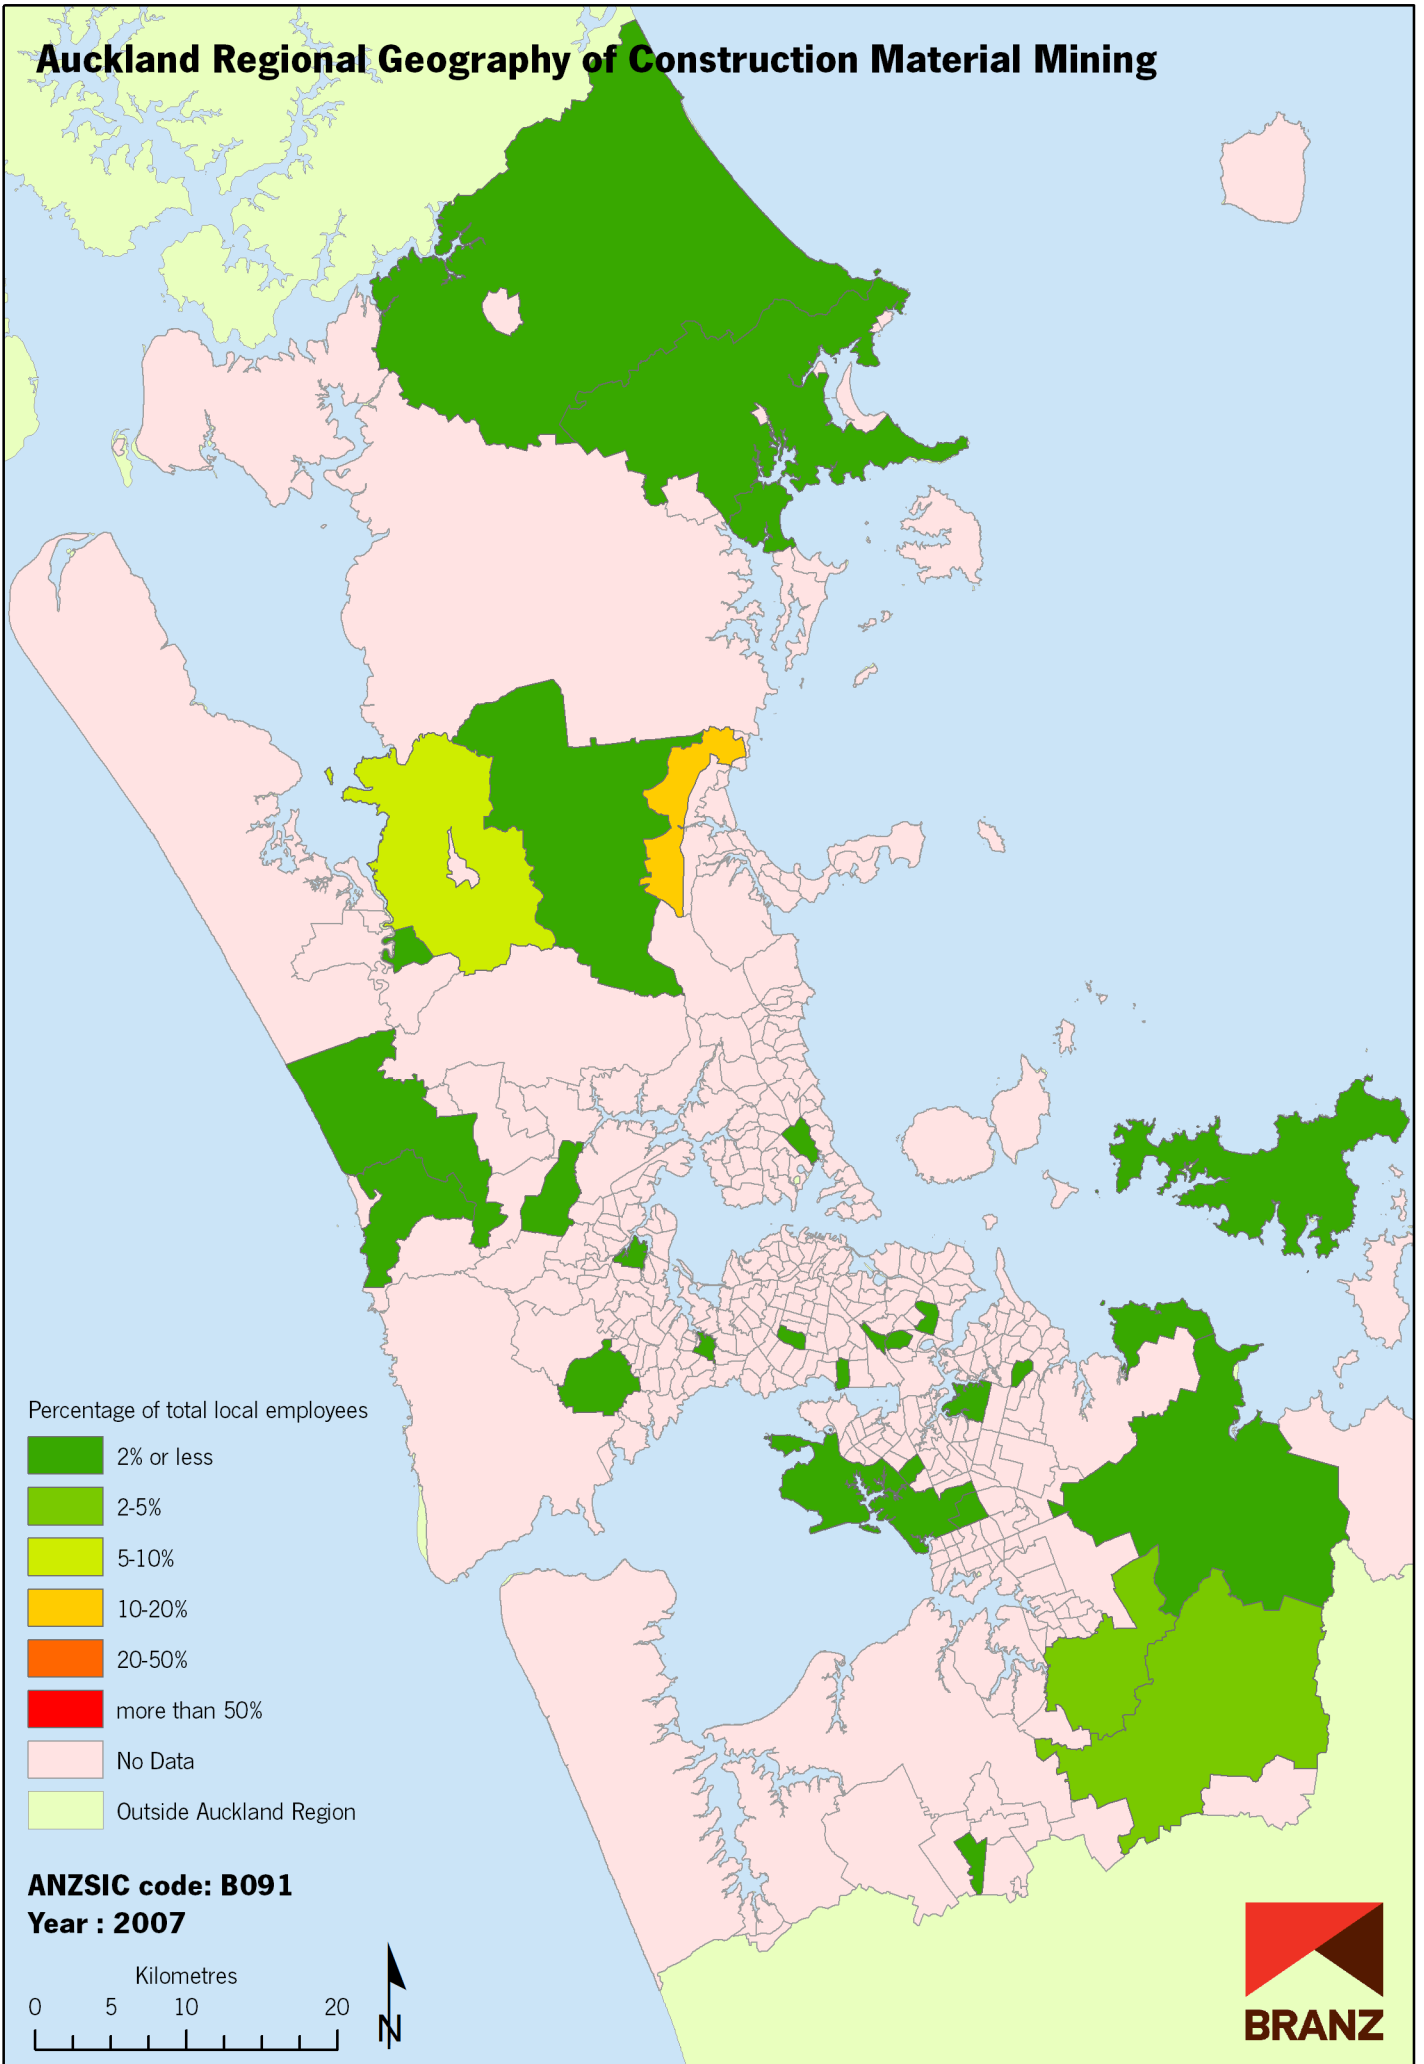 Auckland Regional Geography of Construction Material Mining
Percentage of total local employees
2% or less
2-5%
5-10%
10-20%
20-50%
more than 50%
No Data
Outside Auckland Region
ANZSIC code: B091
Year : 2007
Kilometres
0 5 10 20
N
BRANZ